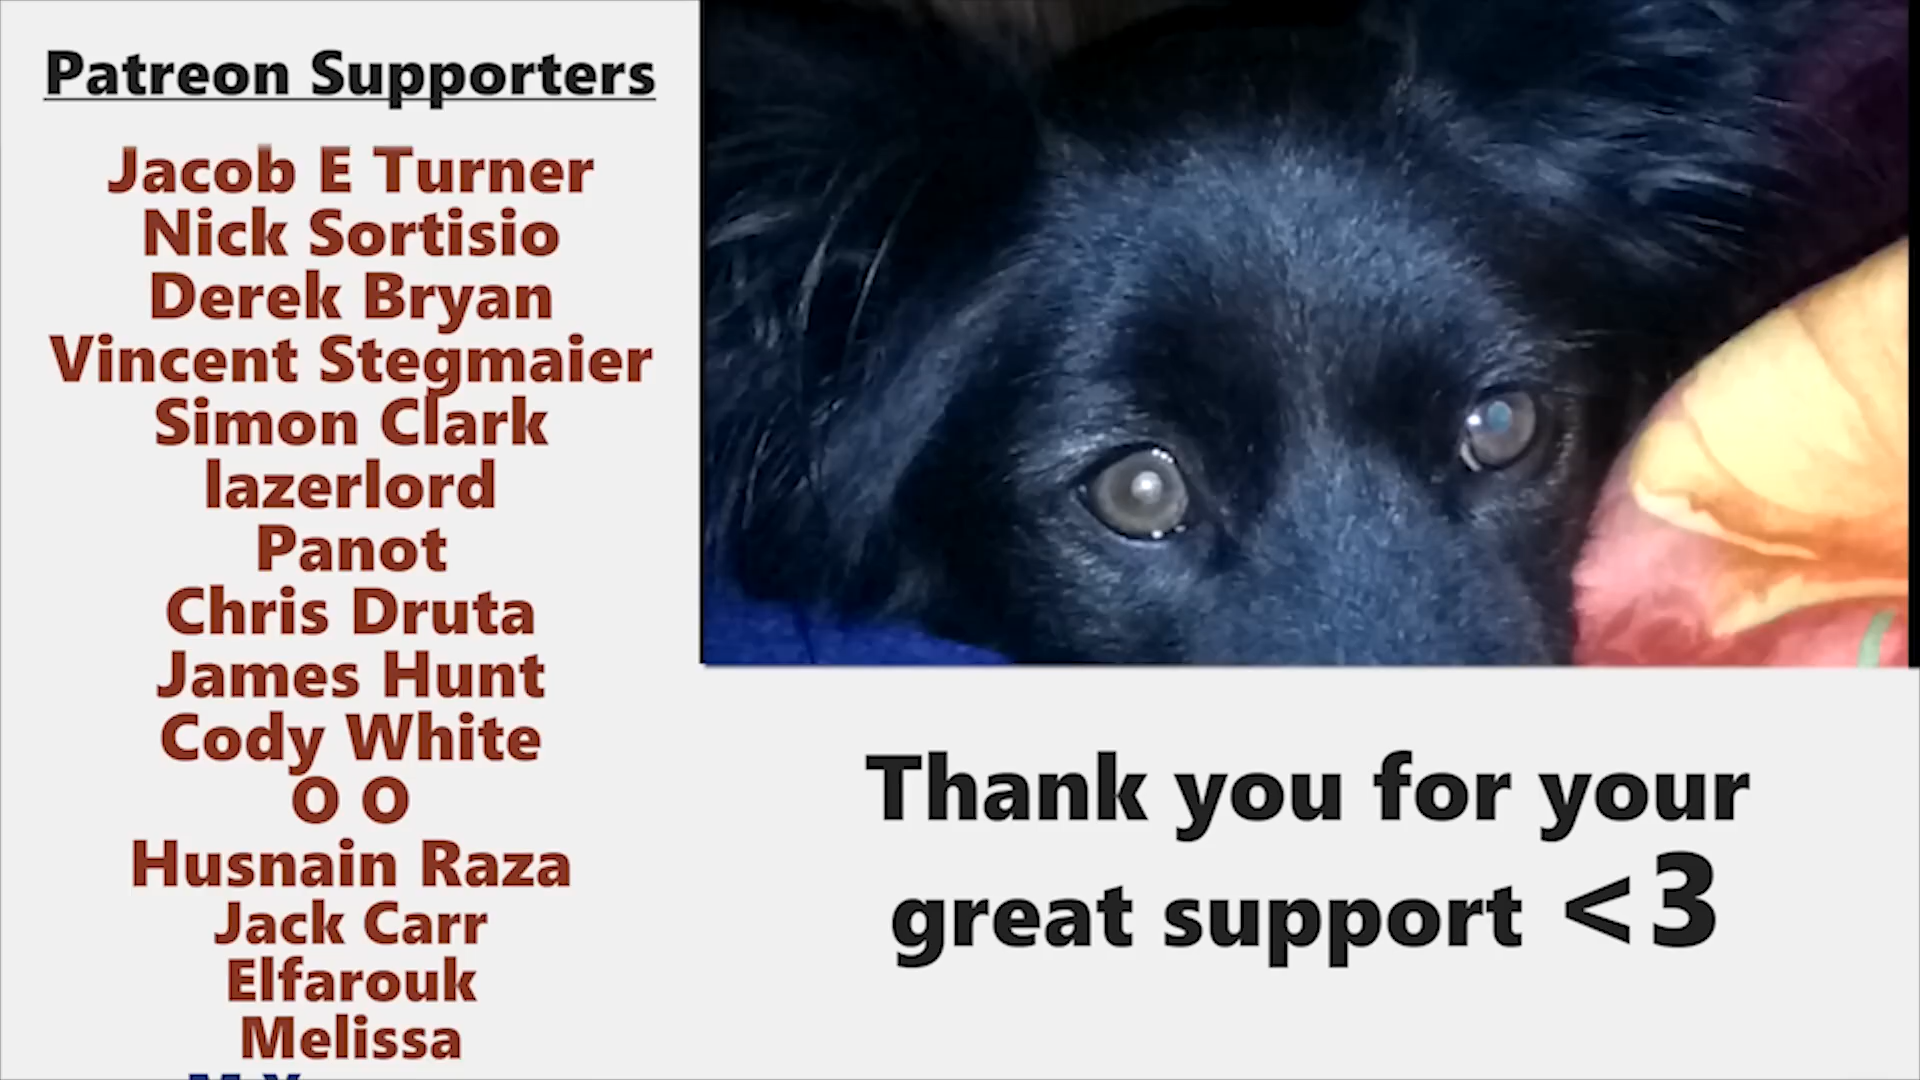 Patreon Supporters
Jacob E Turner
Nick Sortisio
Derek Bryan
Vincent Stegmaier
Simon Clark
lazerlord
Panot
Chris Druta
James Hunt
Cody White
O O
Husnain Raza
Jack Carr
Elfarouk
Melissa
Thank you for your
great support <3